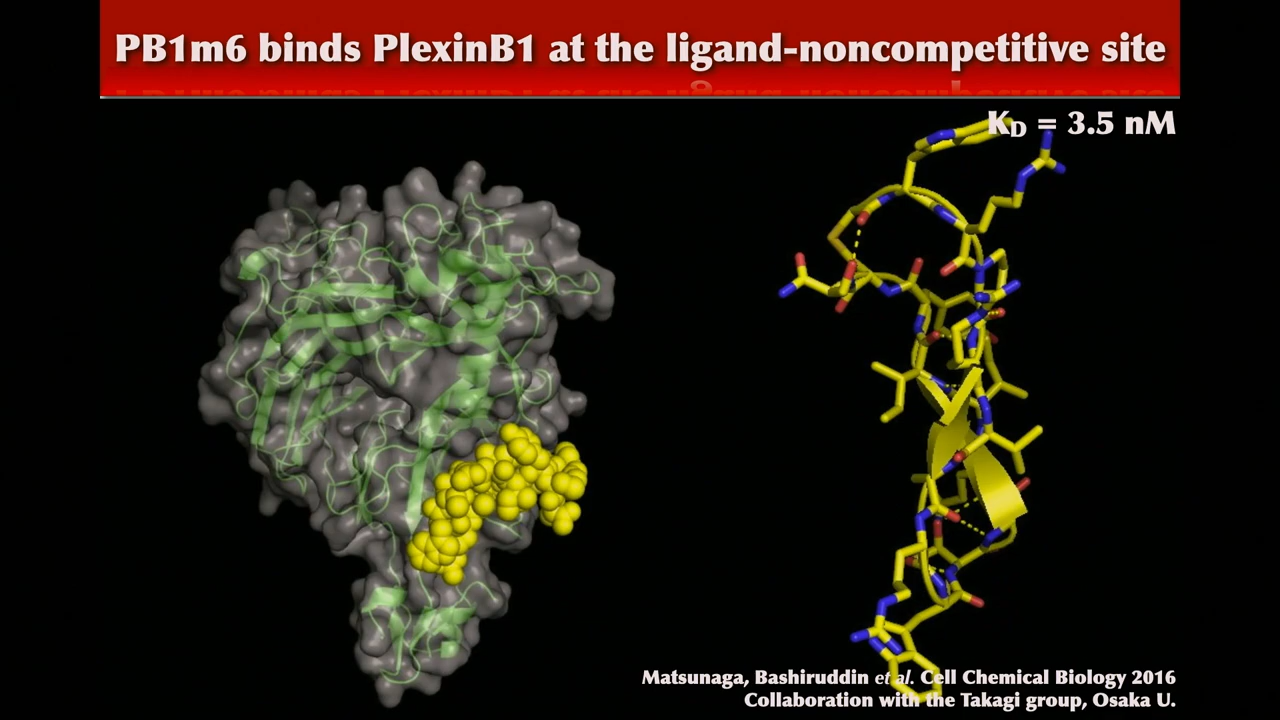 PB1m6 binds PlexinB1 at the ligand-noncompetitive site
KD = 3.5 nM
Matsunaga, Bashiruddin et al. Cell Chemical Biology 2016
Collaboration with the Takagi group, Osaka U.